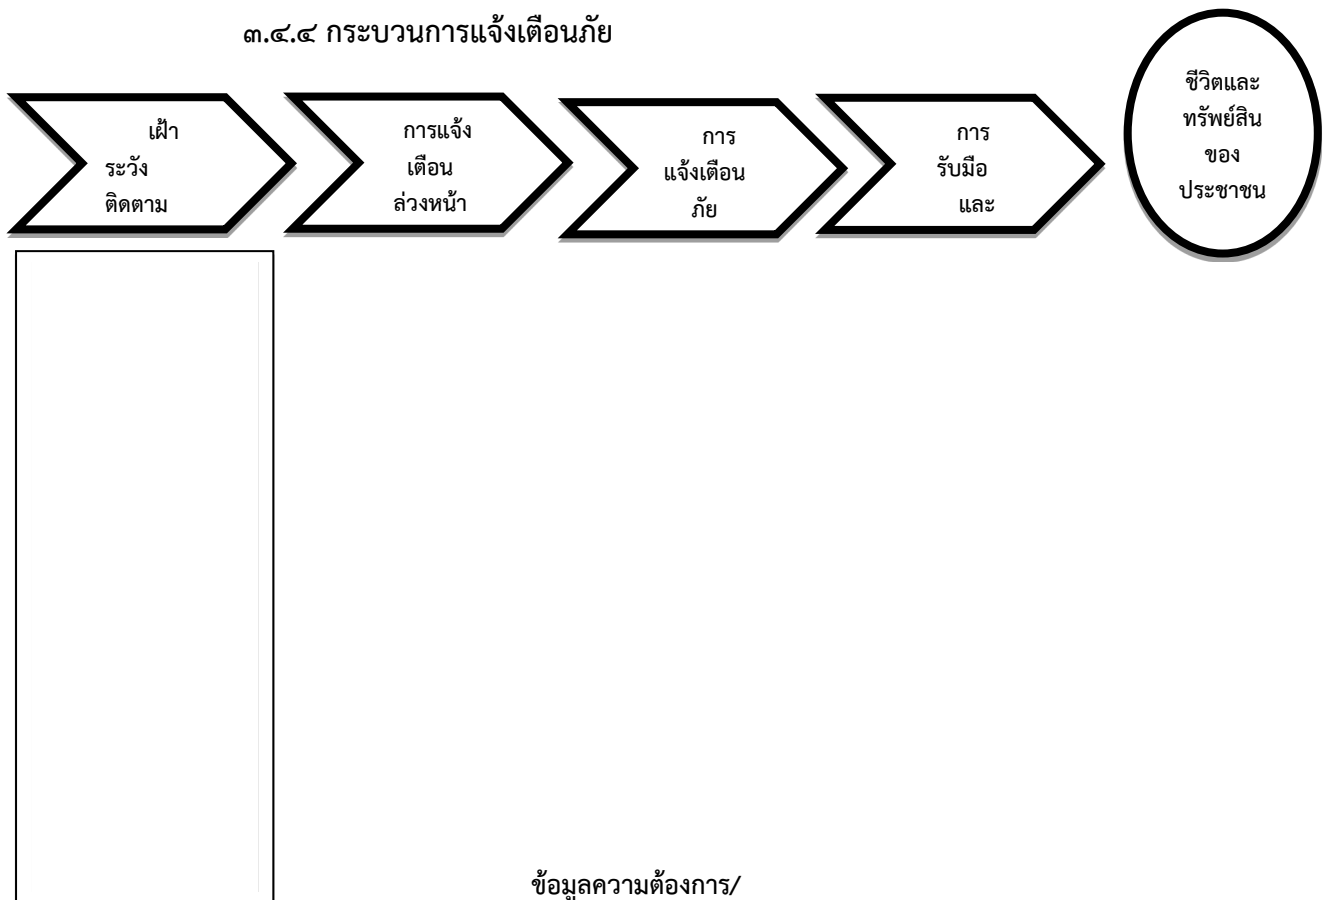 ๓.๔.๔ กระบวนการแจ้งเตือนภัย
เฝ้า
ระวัง
ติดตาม
การแจ้ง
เตือน
ล่วงหน้า
การ
แจ้งเตือน
ภัย
การ
รับมือ
และ
ชีวิตและ
ทรัพย์สิน
ของ
ประชาชน
ข้อมูลความต้องการ/